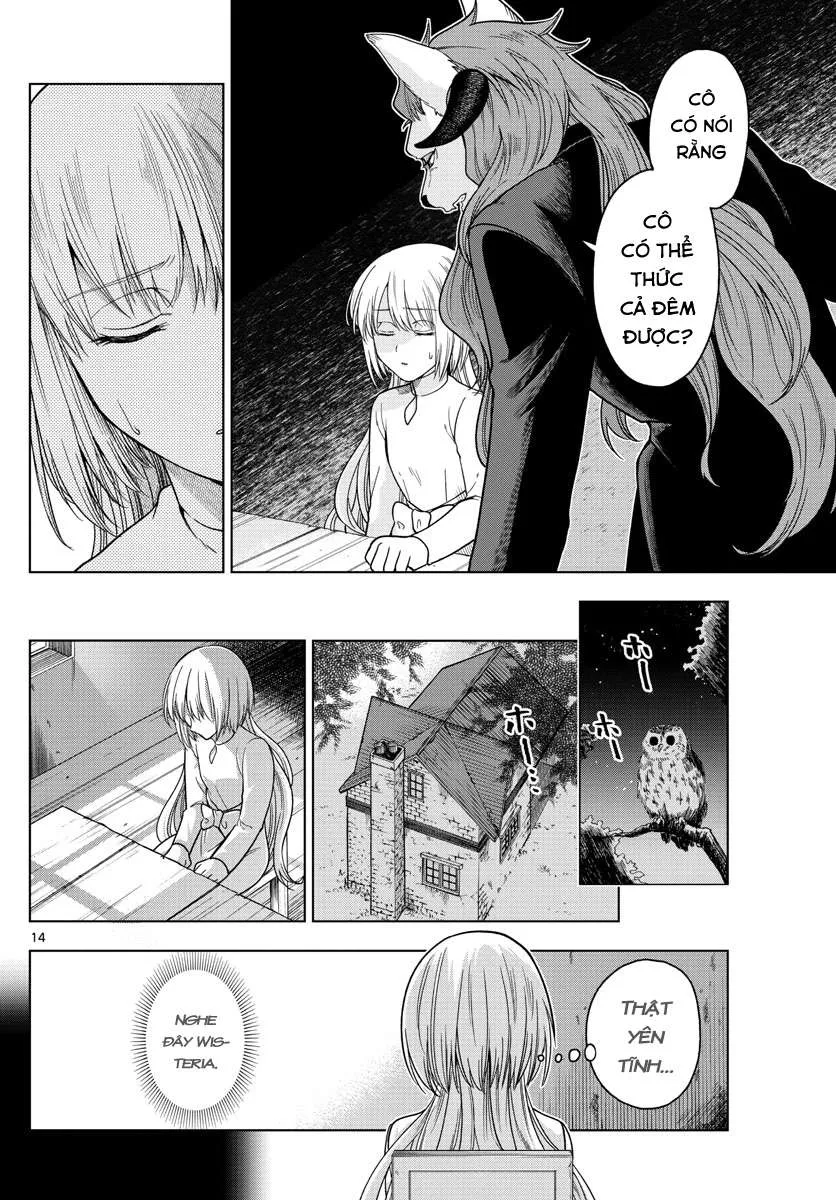 CÔ
CÓ NÓI
RẰNG
CÔ
CÓ THỂ
THỨC
CẢ ĐÊM
ĐƯỢC?
ホー
ホー
ホー…
THẬT
YÊN
TĨNH...
NGHE
ĐÂY WIS-
TERIA.
14